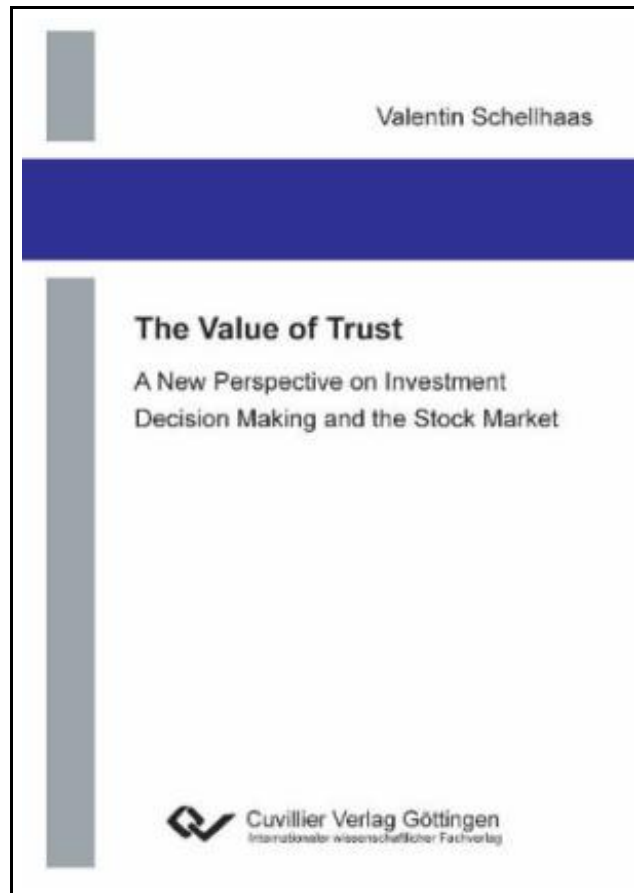 Valentin Schellhaas
The Value of Trust
A New Perspective on Investment
Decision Making and the Stock Market
Cuvillier Verlag Göttingen
Internationaler wissenschaftlicher Fachverlag